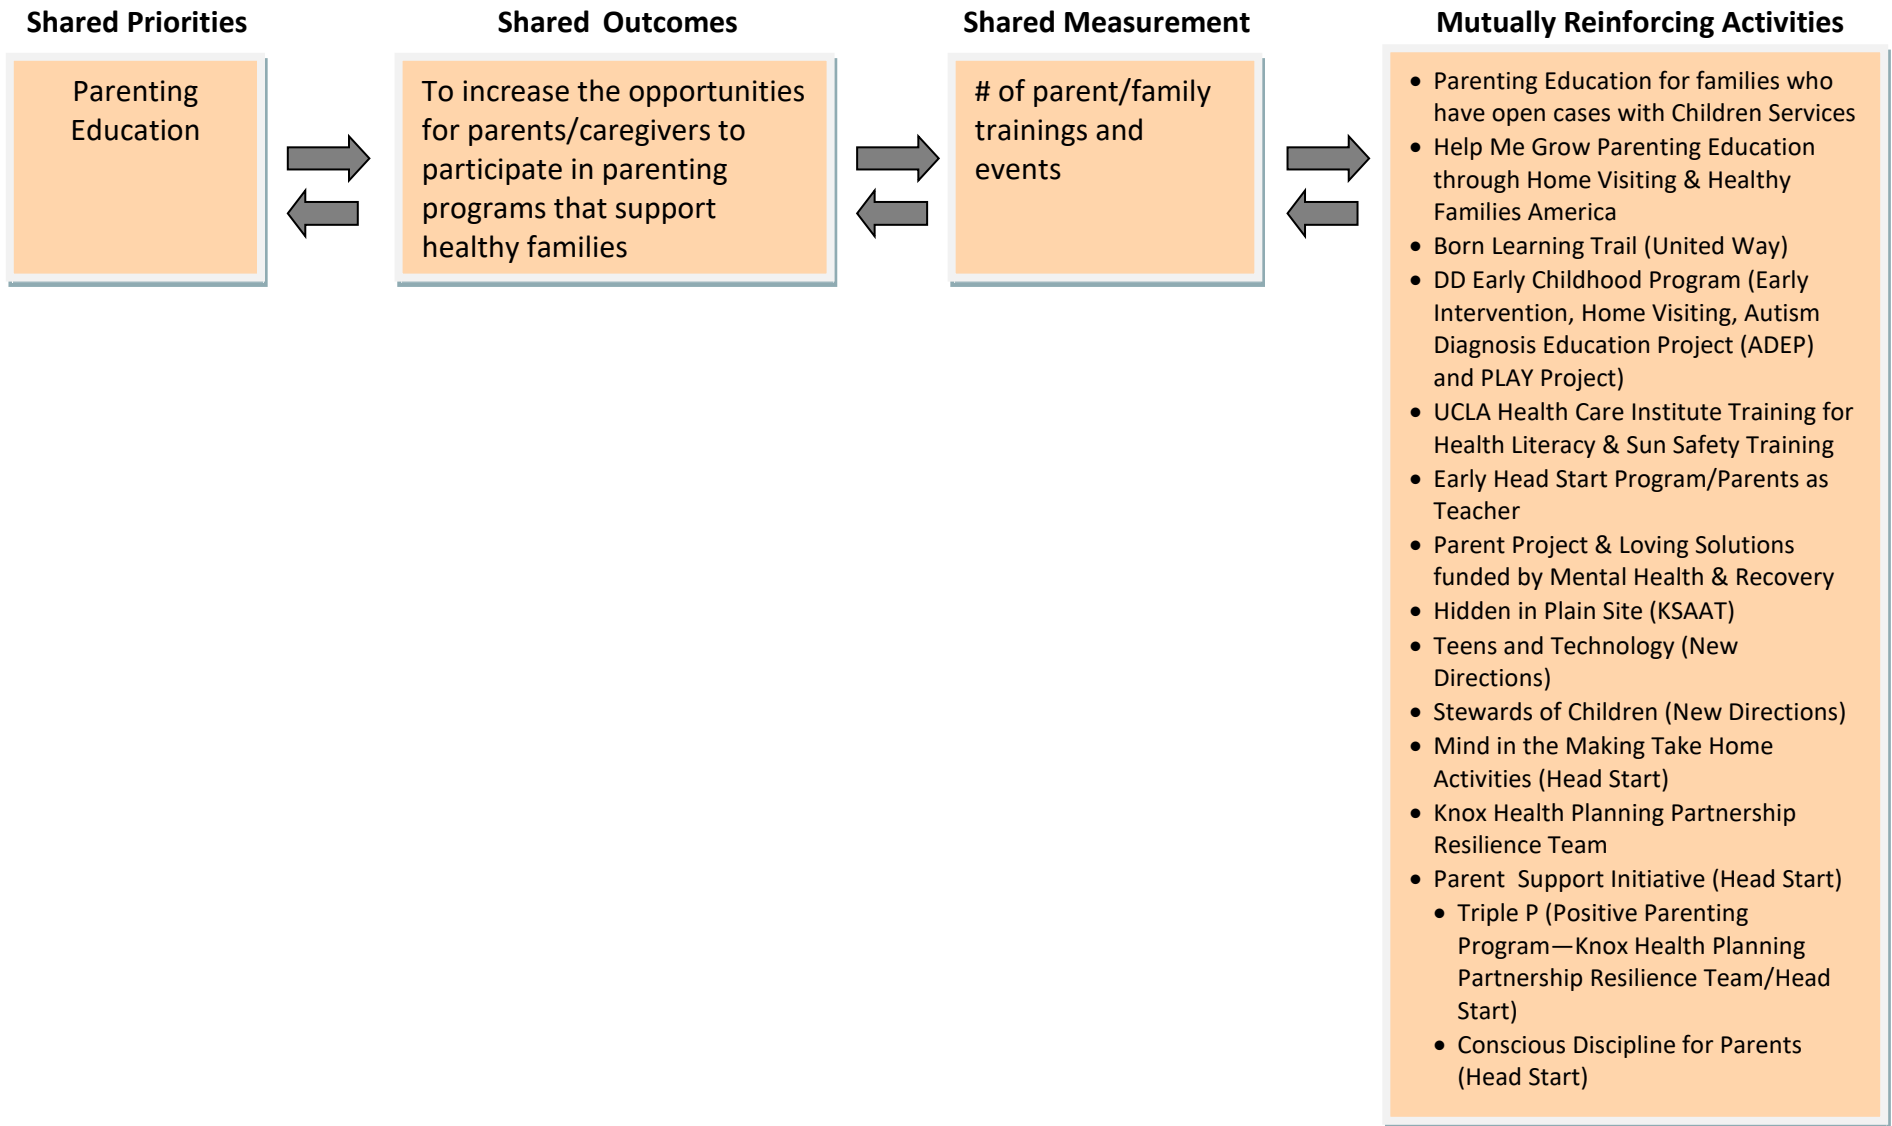 Shared Priorities
Shared Outcomes
Shared Measurement
Mutually Reinforcing Activities
Parenting
Education
To increase the opportunities
for parents/caregivers to
participate in parenting
programs that support
healthy families
# of parent/family
trainings and
events
• Parenting Education for families who
have open cases with Children Services
• Help Me Grow Parenting Education
through Home Visiting & Healthy
Families America
• Born Learning Trail (United Way)
• DD Early Childhood Program (Early
Intervention, Home Visiting, Autism
Diagnosis Education Project (ADEP)
and PLAY Project)
• UCLA Health Care Institute Training for
Health Literacy & Sun Safety Training
• Early Head Start Program/Parents as
Teacher
• Parent Project & Loving Solutions
funded by Mental Health & Recovery
• Hidden in Plain Site (KSAAT)
• Teens and Technology (New
Directions)
• Stewards of Children (New Directions)
• Mind in the Making Take Home
Activities (Head Start)
• Knox Health Planning Partnership
Resilience Team
• Parent Support Initiative (Head Start)
• Triple P (Positive Parenting
Program—Knox Health Planning
Partnership Resilience Team/Head
Start)
• Conscious Discipline for Parents
(Head Start)